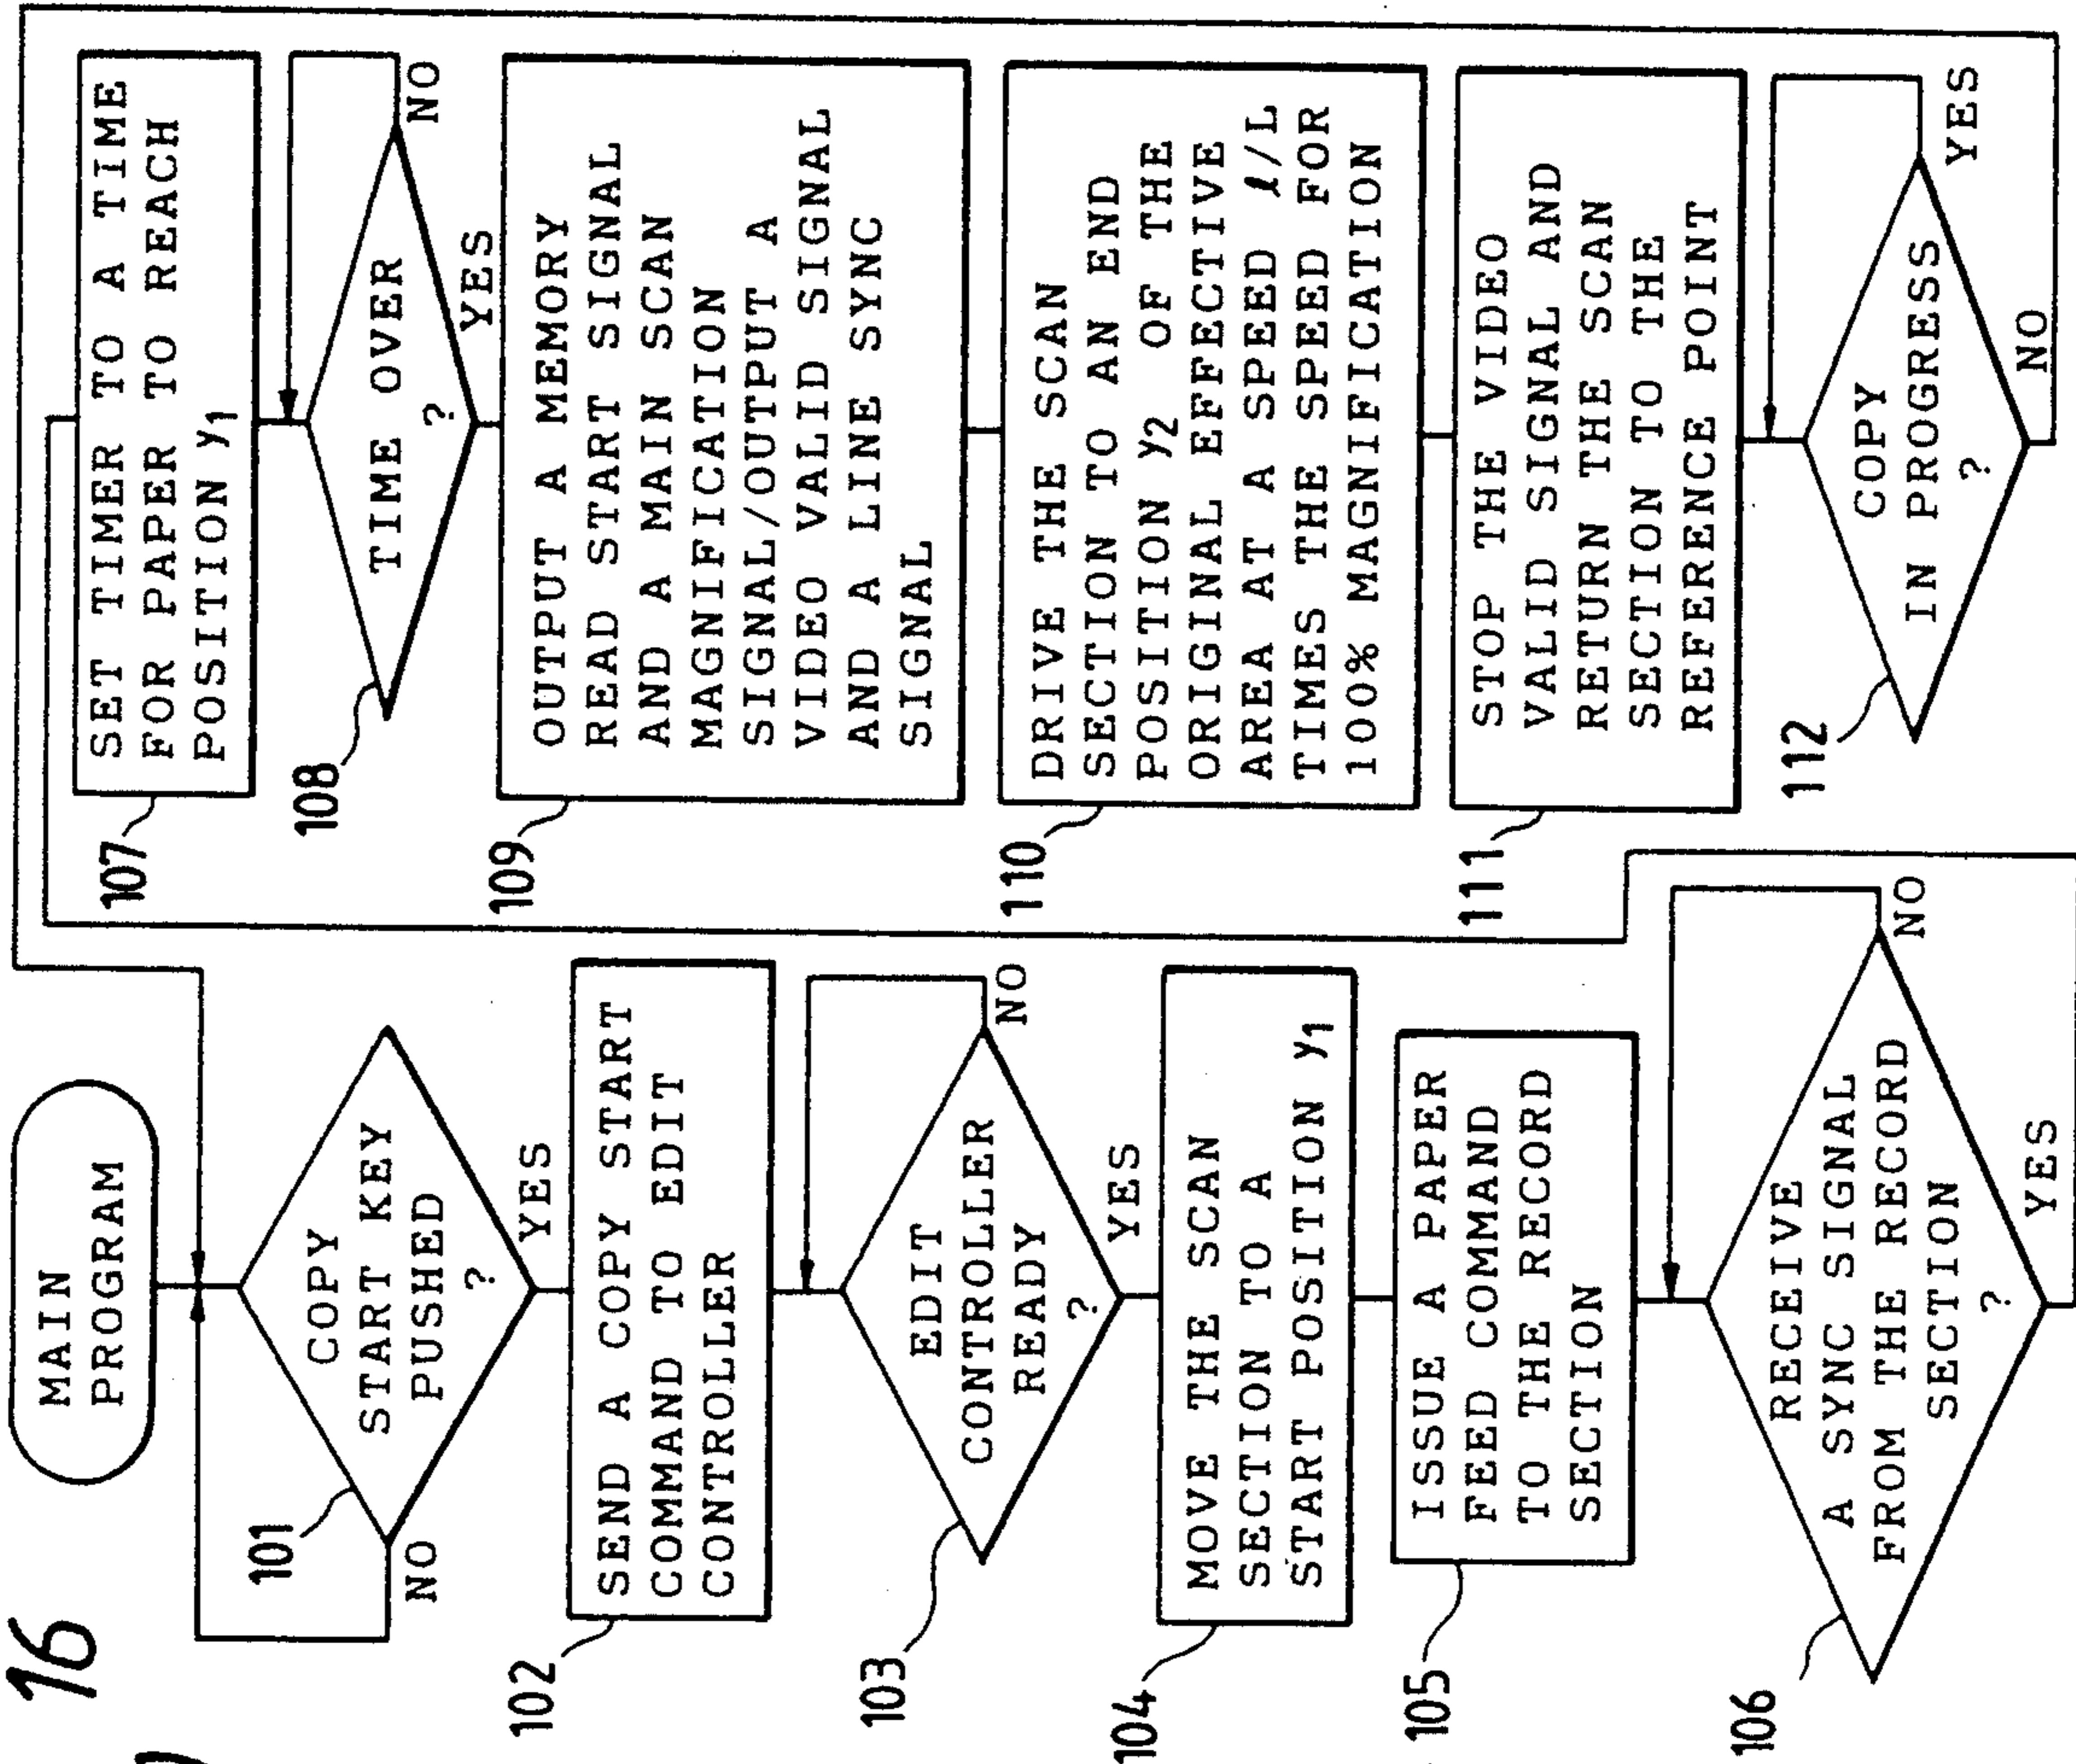 16
MAIN
PROGRAM
101
COPY
START KEY
PUSHED
?
NO
YES
102
SEND A COPY START
COMMAND TO EDIT
CONTROLLER
103
EDIT
CONTROLLER
READY
?
NO
YES
104
MOVE THE SCAN
SECTION TO A
START POSITION y1
105
ISSUE A PAPER
FEED COMMAND
TO THE RECORD
SECTION
106
RECEIVE
A SYNC SIGNAL
FROM THE RECORD
SECTION
?
NO
YES
107
SET TIMER TO A TIME
FOR PAPER TO REACH
POSITION y1
108
TIME OVER
?
NO
YES
109
OUTPUT A MEMORY
READ START SIGNAL
AND A MAIN SCAN
MAGNIFICATION
SIGNAL/OUTPUT A
VIDEO VALID SIGNAL
AND A LINE SYNC
SIGNAL
110
DRIVE THE SCAN
SECTION TO AN END
POSITION y2 OF THE
ORIGINAL EFFECTIVE
AREA AT A SPEED ℓ/L
TIMES THE SPEED FOR
100% MAGNIFICATION
111
STOP THE VIDEO
VALID SIGNAL AND
RETURN THE SCAN
SECTION TO THE
REFERENCE POINT
112
COPY
IN PROGRESS
?
YES
NO